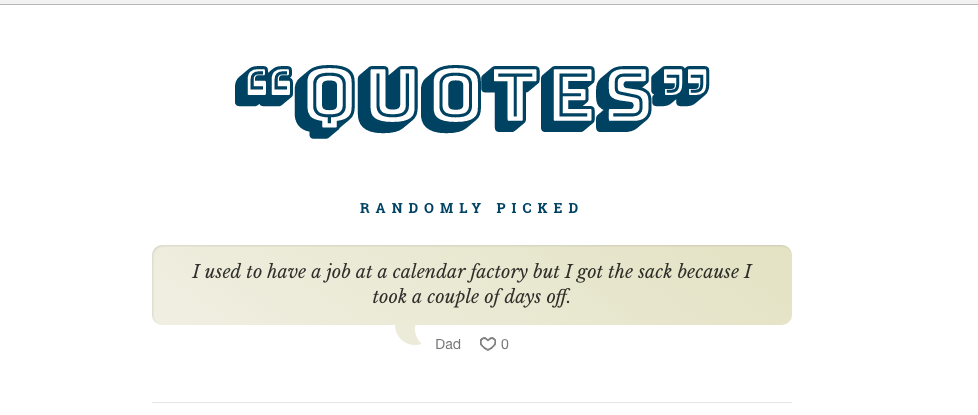 “QUOTES”
RANDOMLY PICKED
I used to have a job at a calendar factory but I got the sack because I
took a couple of days off.
Dad 0